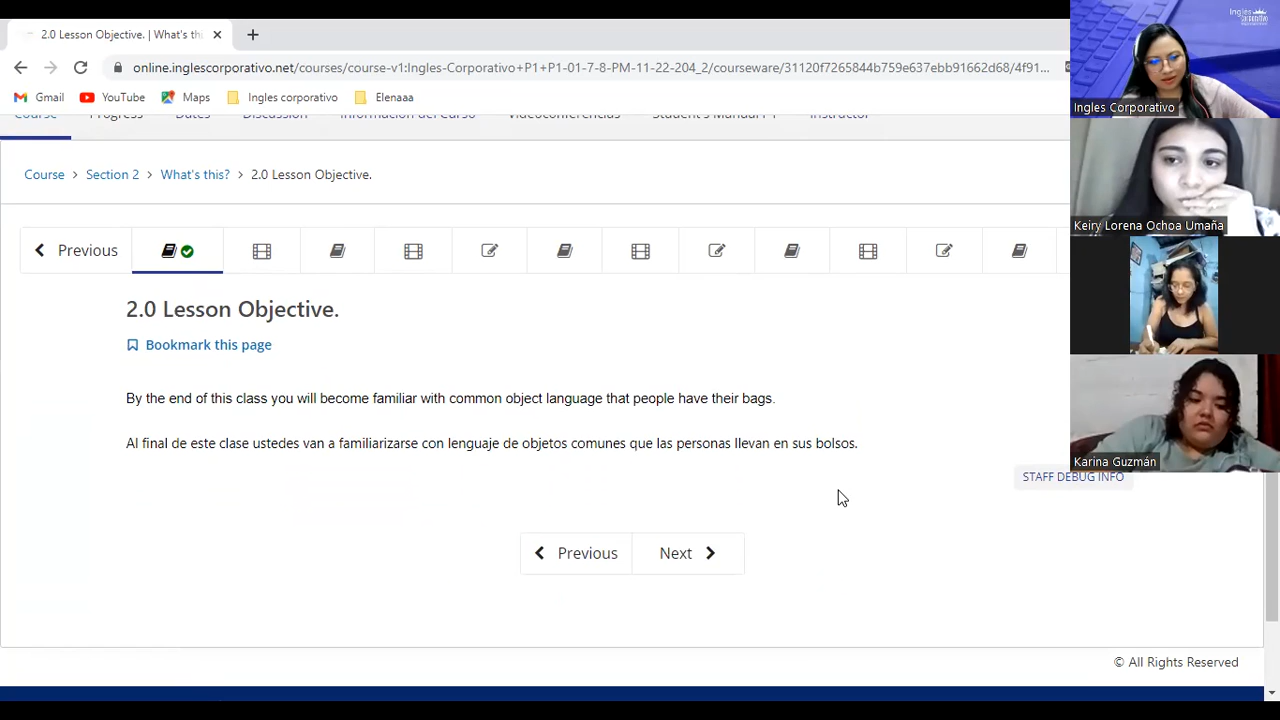 2.0 Lesson Objective. | What's thi
online.inglescorporativo.net/courses/course-v1:Ingles-Corporativo+P1+P1-01-7-8-PM-11-22-204_2/courseware/31120f7265844b759e637ebb91662d68/4f91...
Gmail YouTube Maps Ingles corporativo Elenaaa
Course Progress Dates Discussion Información del Curso Videoconferencias Student's Manual P1 Instructor
Course > Section 2 > What's this? > 2.0 Lesson Objective.
Previous
2.0 Lesson Objective.
Bookmark this page
By the end of this class you will become familiar with common object language that people have their bags.
Al final de este clase ustedes van a familiarizarse con lenguaje de objetos comunes que las personas llevan en sus bolsos.
STAFF DEBUG INFO
Previous Next
© All Rights Reserved
Ingles
Ingles Corporativo
Keiry Lorena Ochoa Umaña
Karina Guzmán